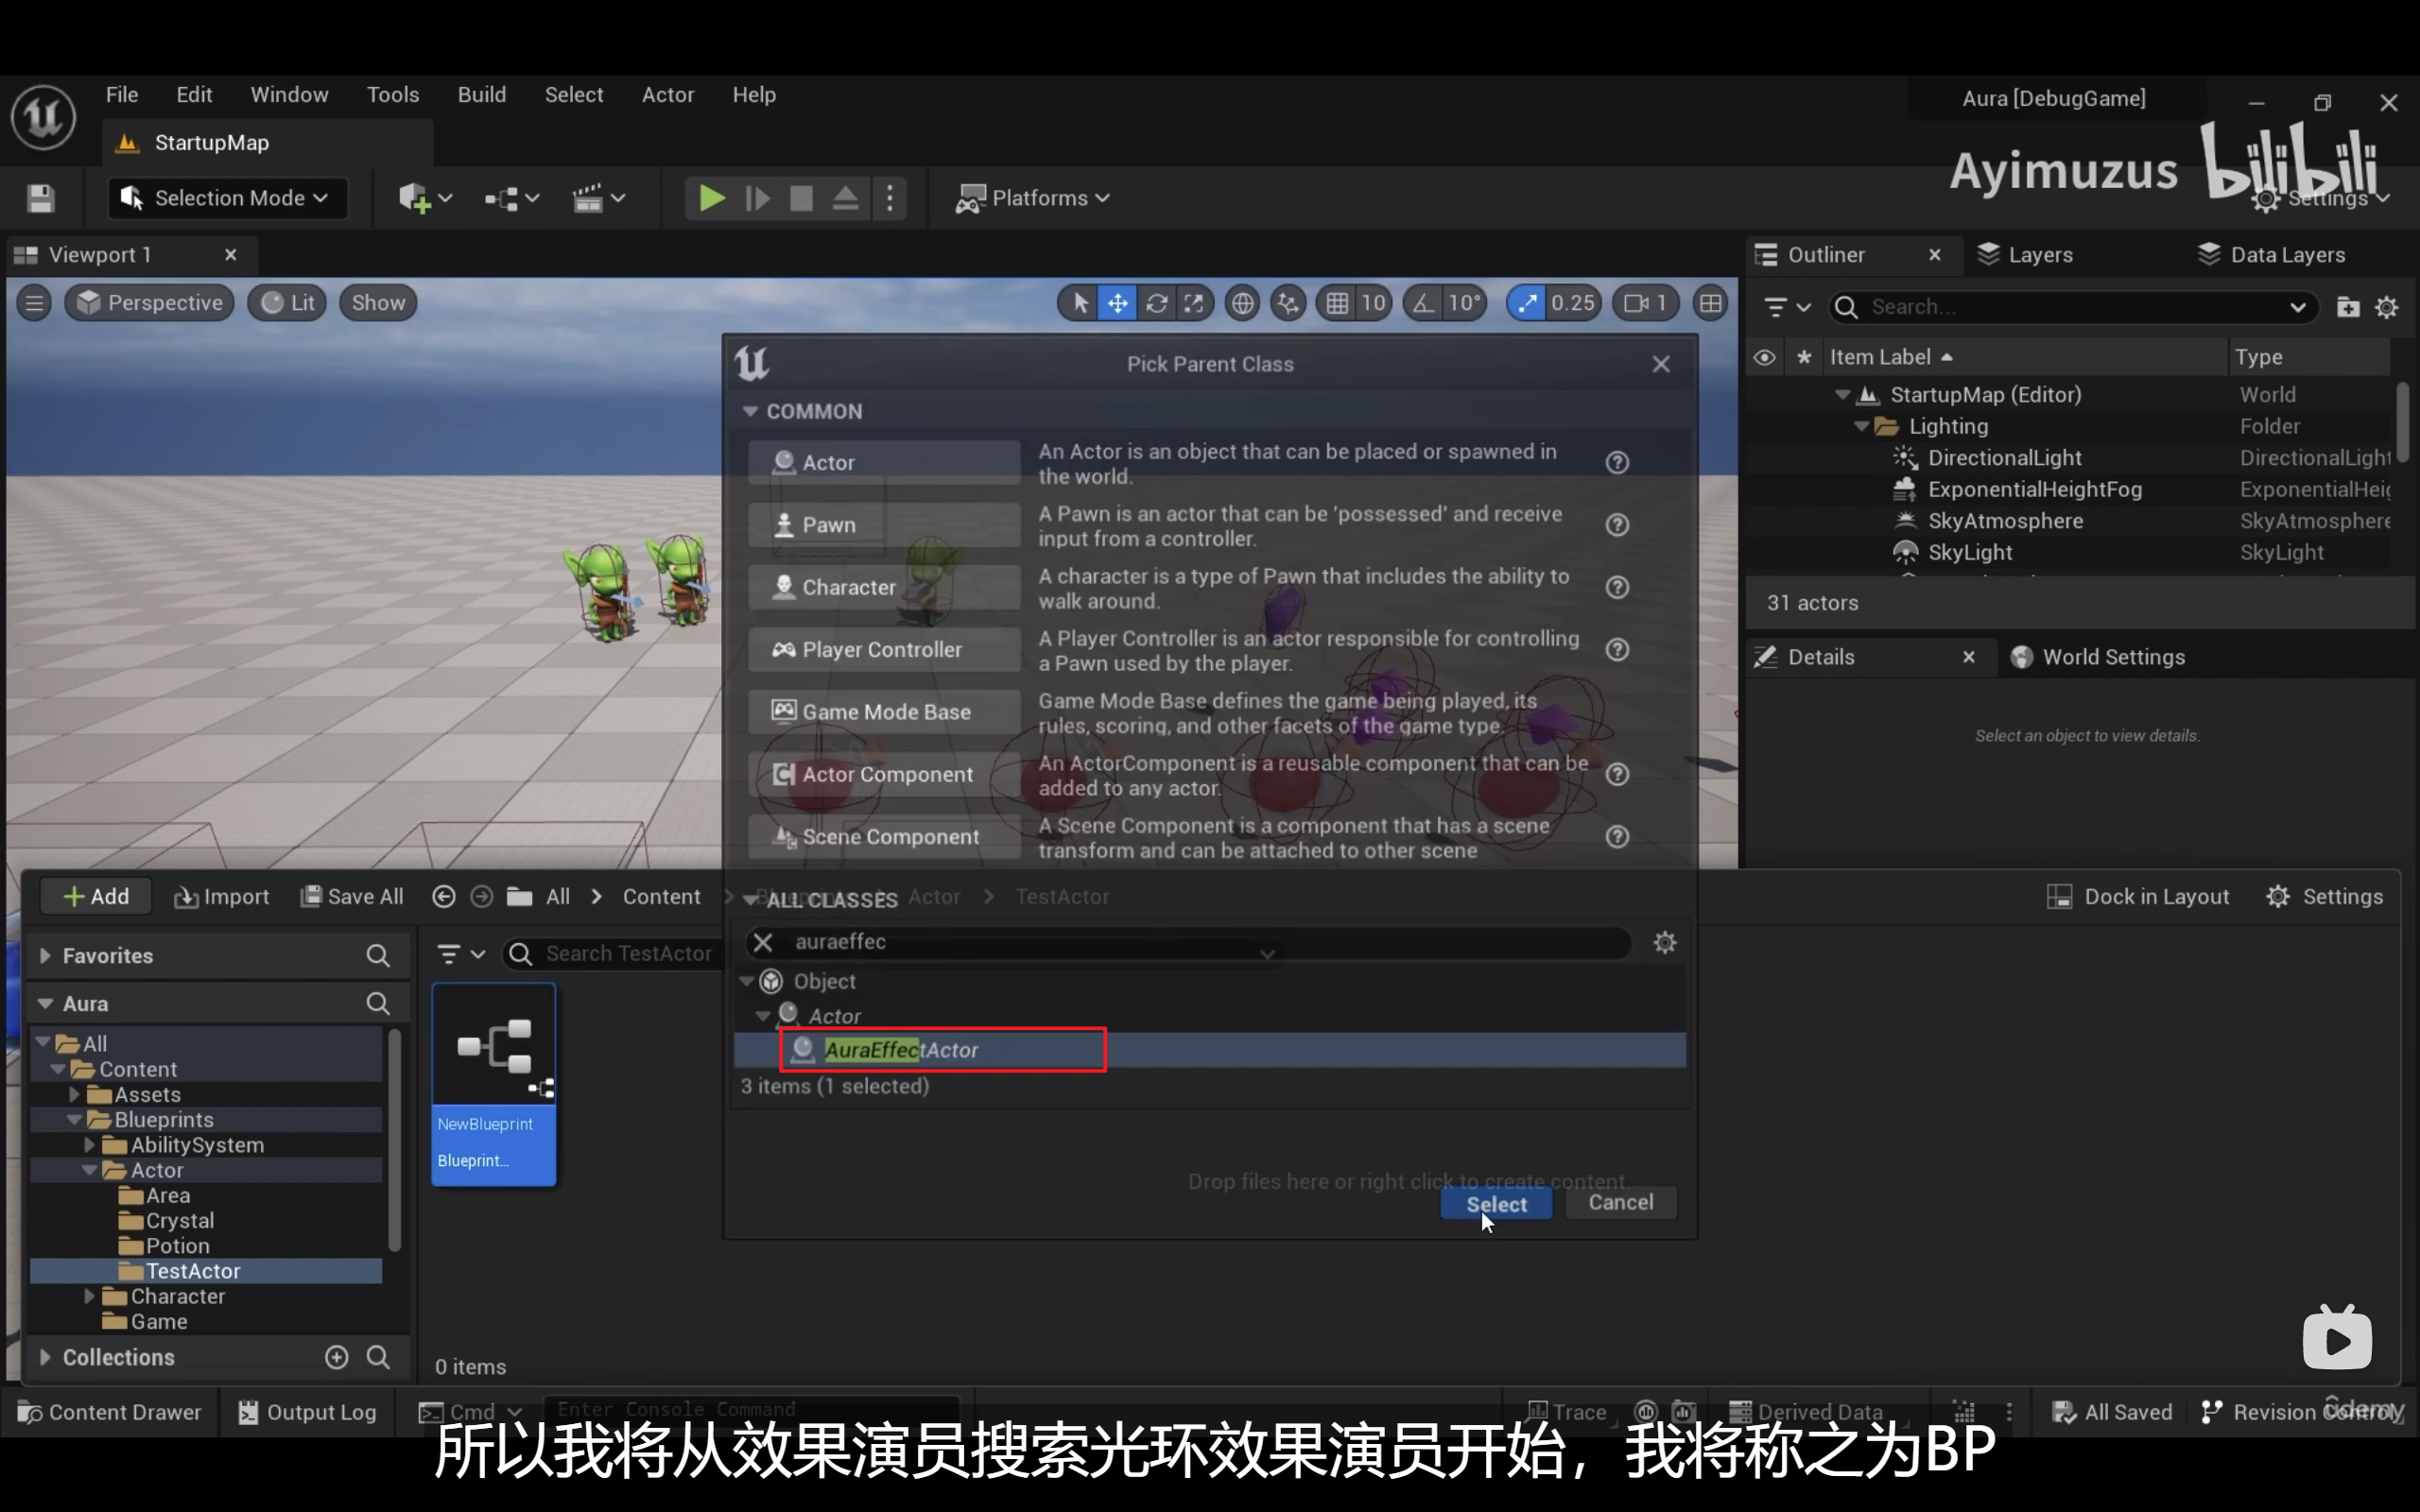 File Edit Window Tools Build Select Actor Help
Aura [DebugGame]
StartupMap
Ayimuzus bilibili
Selection Mode
Platforms
Settings
Viewport 1
Outliner
Layers
Data Layers
Perspective
Lit
Show
10
10°
0.25
1
Search...
Item Label
Type
StartupMap (Editor) World
Lighting Folder
DirectionalLight DirectionalLight
ExponentialHeightFog ExponentialHeig
SkyAtmosphere SkyAtmosphere
SkyLight SkyLight
31 actors
Details
World Settings
Select an object to view details.
Pick Parent Class
COMMON
Actor
An Actor is an object that can be placed or spawned in
the world.
Pawn
A Pawn is an actor that can be 'possessed' and receive
input from a controller.
Character
A character is a type of Pawn that includes the ability to
walk around.
Player Controller
A Player Controller is an actor responsible for controlling
a Pawn used by the player.
Game Mode Base
Game Mode Base defines the game being played, its
rules, scoring, and other facets of the game type.
Actor Component
An ActorComponent is a reusable component that can be
added to any actor.
Scene Component
A Scene Component is a component that has a scene
transform and can be attached to other scene
ALL CLASSES
auraeffec
Object
Actor
AuraEffectActor
3 items (1 selected)
Select
Cancel
Add
Import
Save All
All > Content > Blueprints > Actor > TestActor
Dock in Layout
Settings
Favorites
Search TestActor
Aura
All
Content
Assets
Blueprints
AbilitySystem
Actor
Area
Crystal
Potion
TestActor
Character
Game
Collections
NewBlueprint
Blueprint...
Drop files here or right click to create content.
0 items
Content Drawer
Output Log
Cmd
Enter Console Command
Trace
Derived Data
All Saved
Revision Control
ûdemy
所以我将从效果演员搜索光环效果演员开始，我将称之为BP